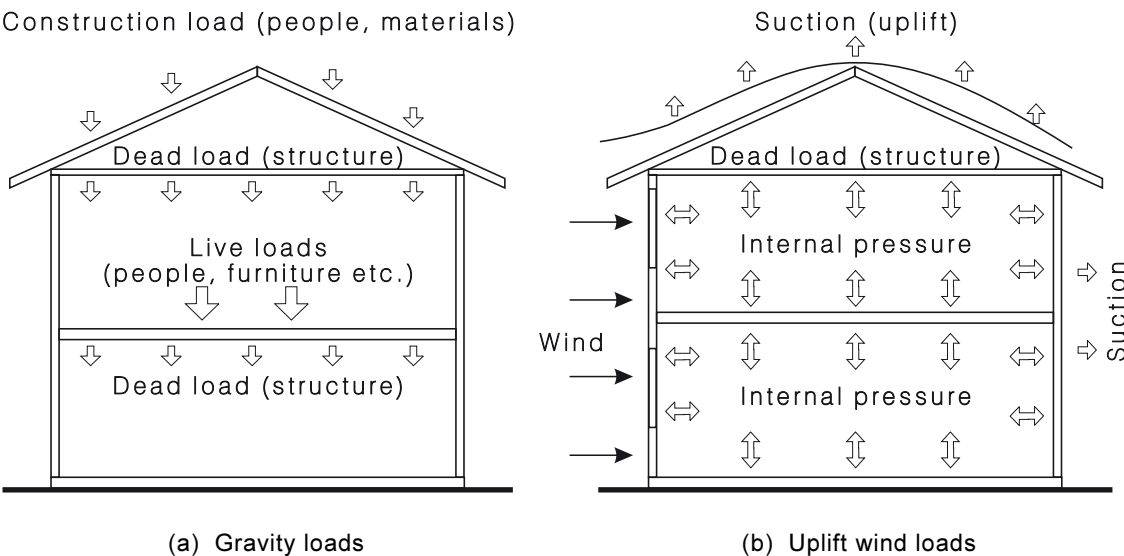 Construction load (people, materials)
Dead load (structure)
Live loads
(people, furniture etc.)
Dead load (structure)
(a) Gravity loads
Suction (uplift)
Dead load (structure)
Internal pressure
Suction
Wind
Internal pressure
(b) Uplift wind loads